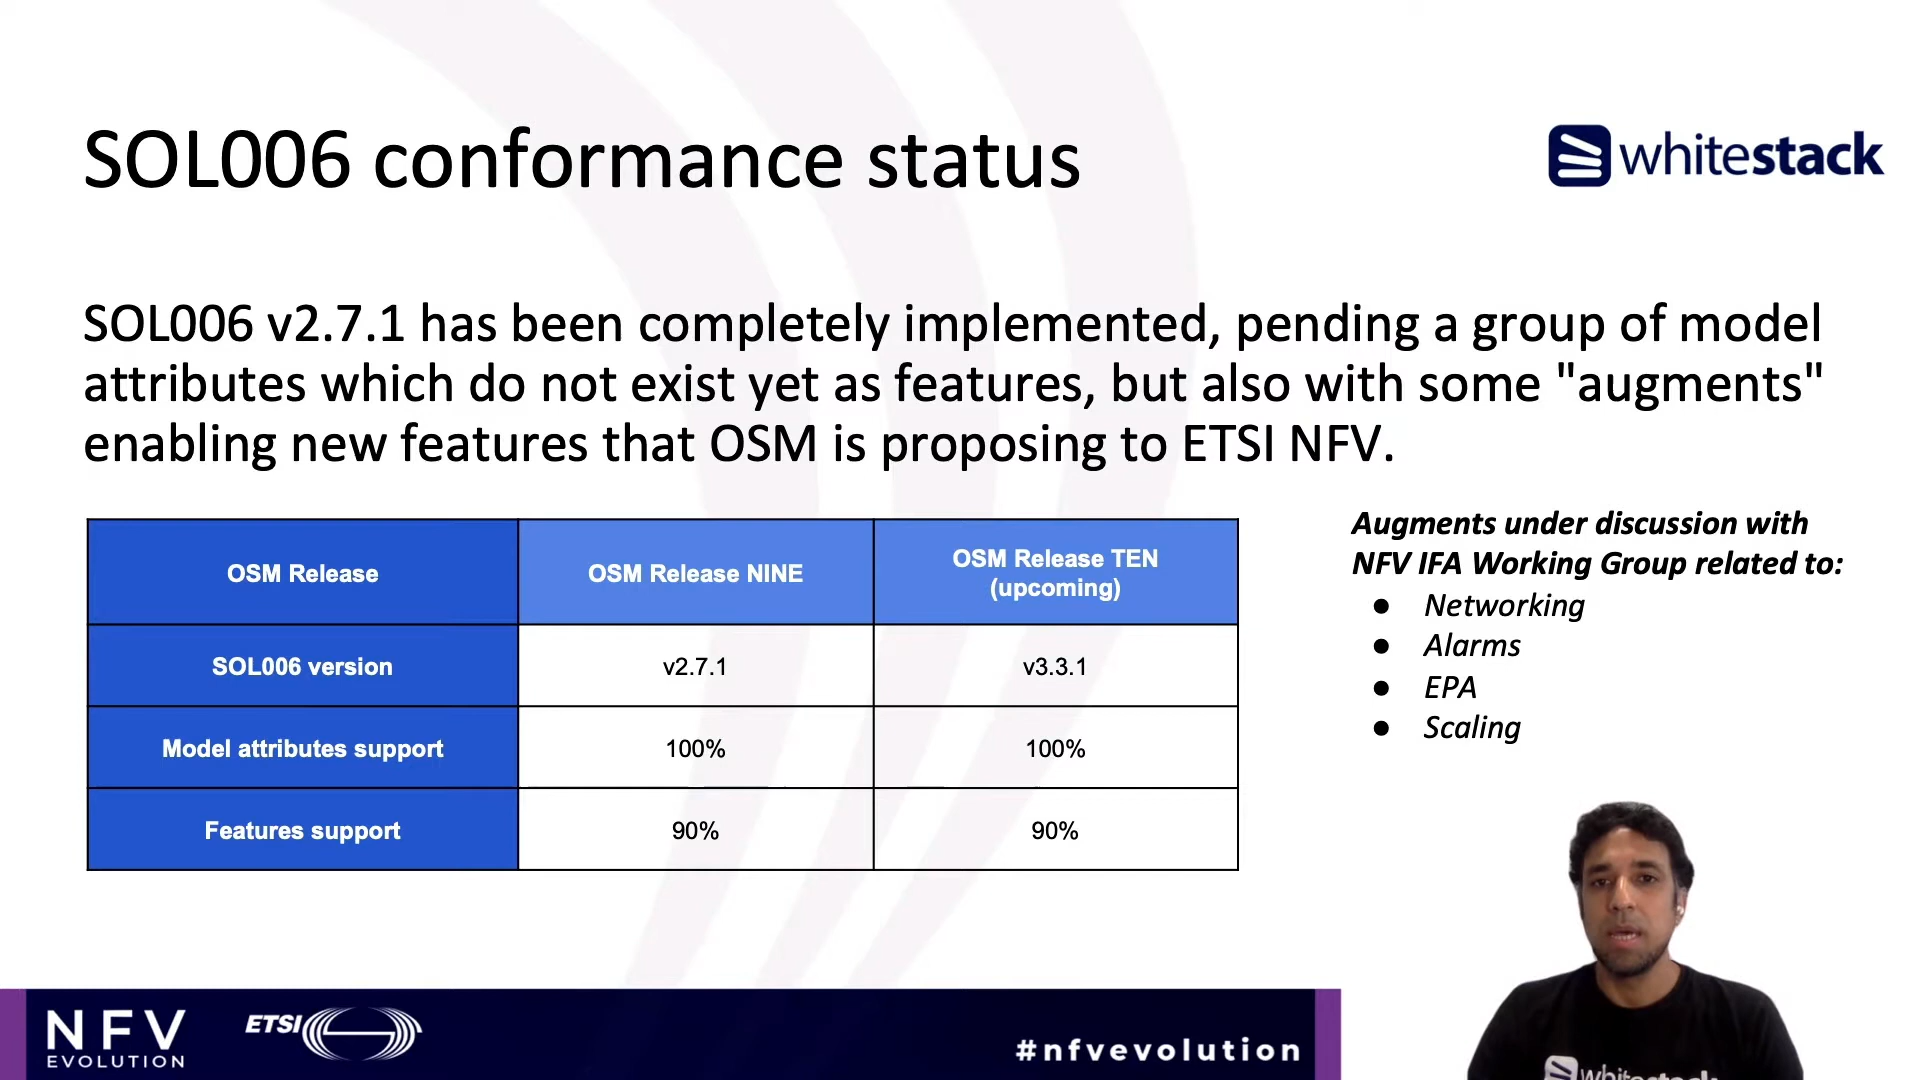 SOL006 conformance status
whitestack
SOL006 v2.7.1 has been completely implemented, pending a group of model
attributes which do not exist yet as features, but also with some "augments"
enabling new features that OSM is proposing to ETSI NFV.
OSM Release
OSM Release NINE
OSM Release TEN
(upcoming)
SOL006 version
v2.7.1
v3.3.1
Model attributes support
100%
100%
Features support
90%
90%
Augments under discussion with
NFV IFA Working Group related to:
● Networking
● Alarms
● EPA
● Scaling
NFV
EVOLUTION
ETSI
#nfvevolution
whitestack